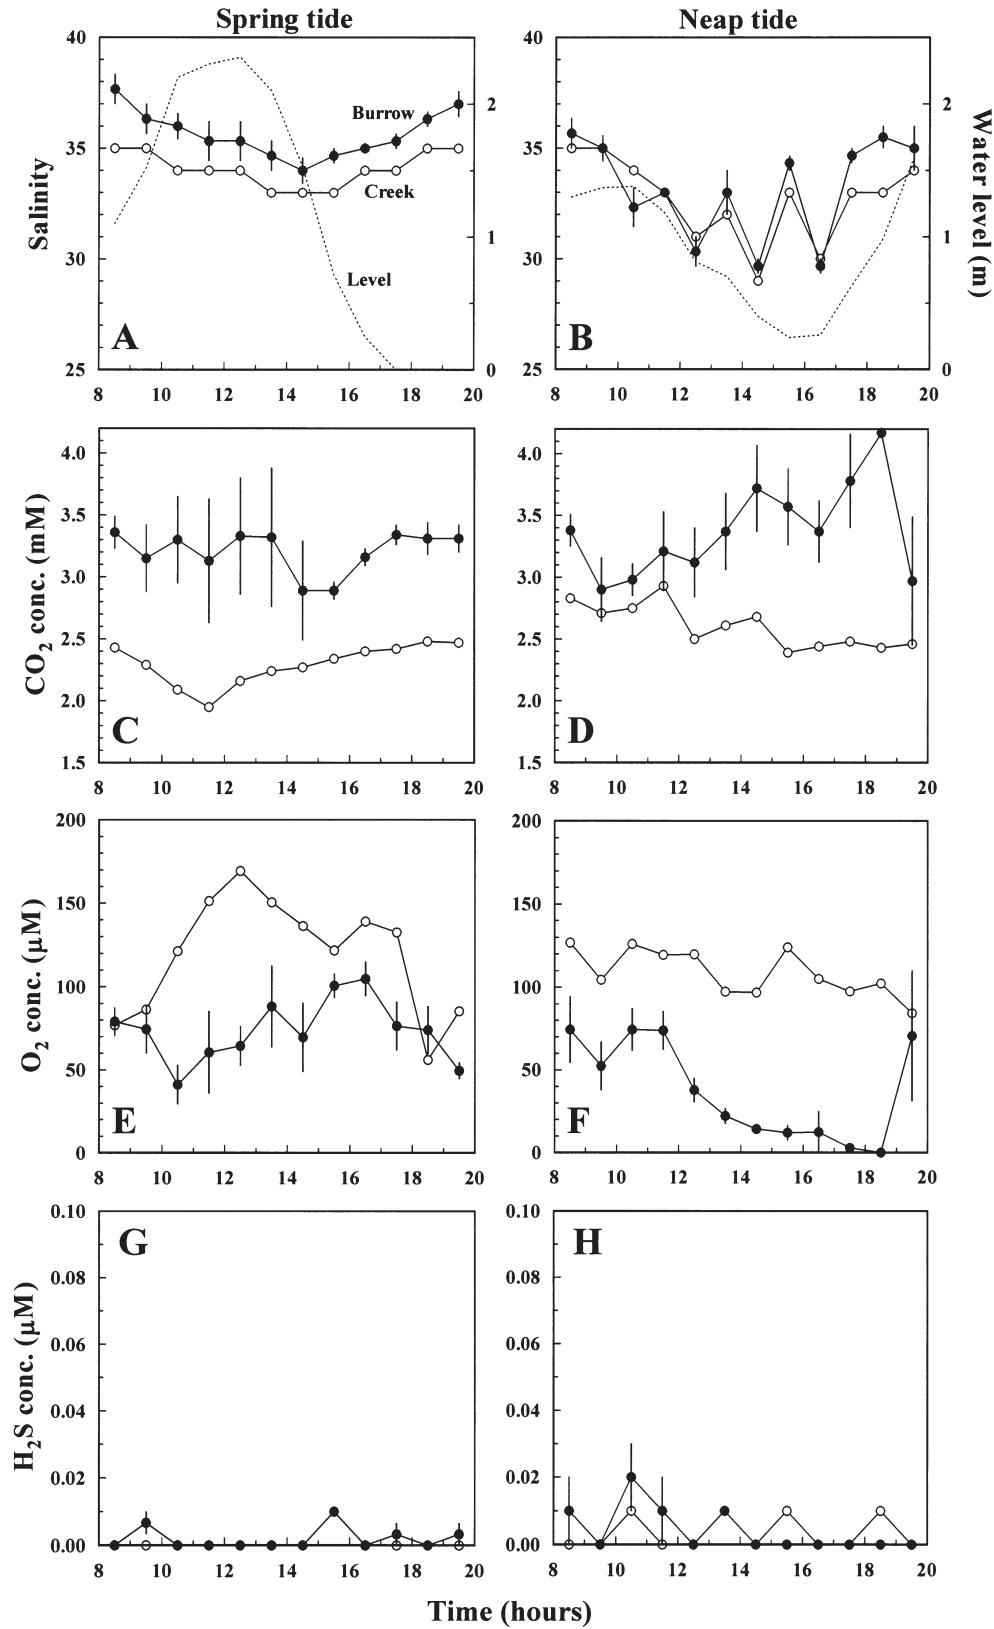 Spring tide Neap tide
40 40
2 2
Burrow
35 35
Creek
Salinity
Water level (m)
1 1
30 30
Level
A B
25 0 25 0
8 10 12 14 16 18 20 8 10 12 14 16 18 20
4.0 4.0
3.5 3.5
CO2 conc. (mM)
3.0 3.0
2.5 2.5
2.0 2.0
C D
1.5 1.5
8 10 12 14 16 18 20 8 10 12 14 16 18 20
200 200
150 150
O2 conc. (μM)
100 100
50 50
E F
0 0
8 10 12 14 16 18 20 8 10 12 14 16 18 20
0.10 0.10
G H
0.08 0.08
0.06 0.06
H2S conc. (μM)
0.04 0.04
0.02 0.02
0.00 0.00
8 10 12 14 16 18 20 8 10 12 14 16 18 20
Time (hours)